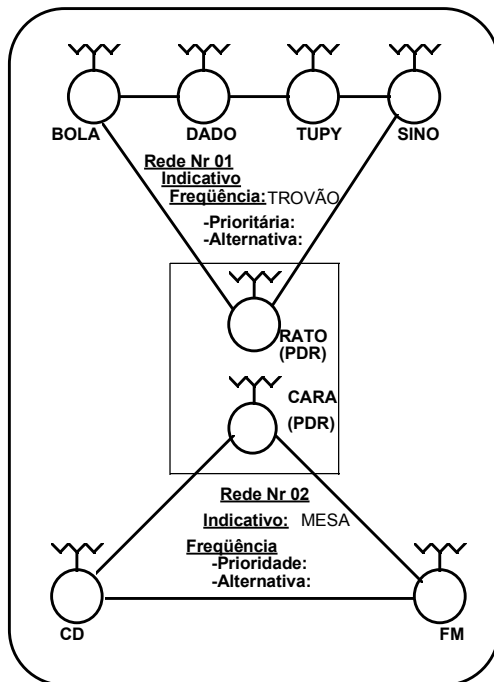 BOLA DADO TUPY SINO
Rede Nr 01
Indicativo
Freqüência: TROVÃO
-Prioritária:
-Alternativa:
RATO
(PDR)
CARA
(PDR)
Rede Nr 02
Indicativo: MESA
Freqüência
-Prioridade:
-Alternativa:
CD FM